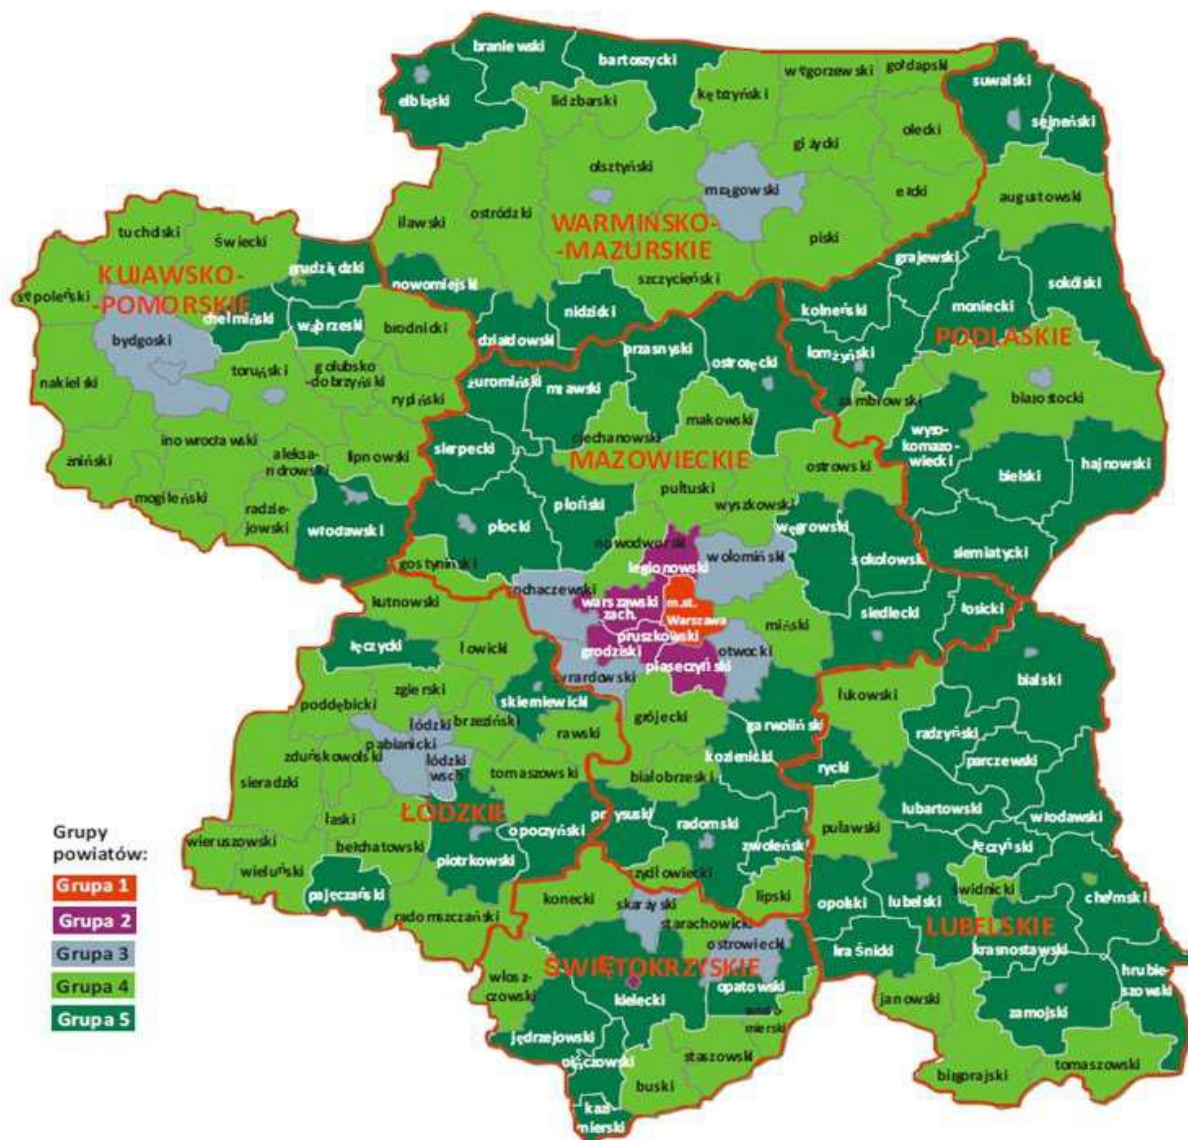 braniewski
bartoszycki
elbląski
lidzbarski
kętrzyński
węgorzewski
gołdapski
suwalski
sejneński
olecki
giżycki
olsztyński
mrągowski
ełcki
augustowski
iławski
ostródzki
WARMIŃSKO-
-MAZURSKIE
piski
szczycieński
nowomiejski
nidzicki
działdowski
tucholski
świecki
grudziądzki
KUJAWSKO-
-POMORSKIE
sępoleński
chełmiński
wąbrzeski
brodnicki
bydgoski
toruński
golubsko
-dobrzyński
rypiński
nakielski
inowrocławski
aleksa-
ndrowski
lipnowski
żniński
mogileński
radzie-
jowski
włodawski
grajewski
kolneński
moniecki
sokólski
PODLASKIE
łomżyński
zambrowski
białostocki
wyso-
komazo-
wiecki
bielski
hajnowski
siemiatycki
przasnyski
ostrołęcki
żuromiński
mławski
makowski
ciechanowski
sierpecki
MAZOWIECKIE
ostrowski
pułtuski
wyszkowski
płoński
płocki
węgrowski
nowodworski
legionowski
wołomiński
sokołowski
gostyniński
sochaczewski
warszawski
zach.
m.st.
Warszawa
miński
siedlecki
łosicki
pruszkowski
grodziski
piaseczyński
otwocki
żyrardowski
grójecki
garwoliński
kozienicki
białobrzeski
przysuski
radomski
zwoleński
szydłowiecki
lipski
kutnowski
łęczycki
łowicki
zgierski
skierniewicki
poddębicki
łódzki
brzeziński
rawski
pabianicki
łódzki
wsch.
zduńskowolski
sieradzki
tomaszowski
ŁÓDZKIE
łaski
opoczyński
wieruszowski
bełchatowski
piotrkowski
wieluński
pajęczański
radomszczański
bialski
łukowski
radzyński
parczewski
rycki
lubartowski
włodawski
puławski
łęczyński
świdnicki
chełmski
opolski
lubelski
LUBELSKIE
kraśnicki
krasnostawski
hrubie-
szowski
janowski
zamojski
biłgorajski
tomaszowski
konecki
skarżyski
starachowicki
ostrowiecki
ŚWIĘTOKRZYSKIE
włosz-
czowski
kielecki
opatowski
mierski
jędrzejowski
staszowski
buski
kazi
mierski
Grupy
powiatów:
Grupa 1
Grupa 2
Grupa 3
Grupa 4
Grupa 5